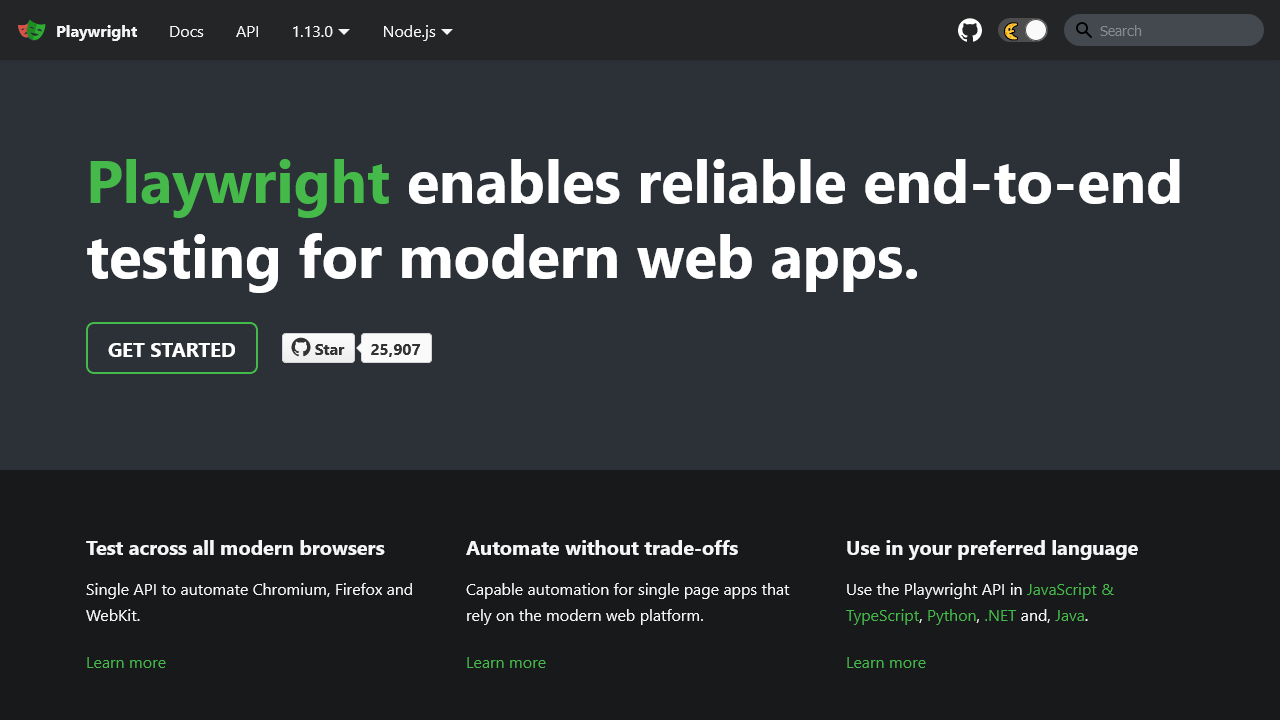 Playwright Docs API 1.13.0 Node.js Search
Playwright enables reliable end-to-end
testing for modern web apps.
GET STARTED Star 25,907
Test across all modern browsers
Single API to automate Chromium, Firefox and
WebKit.
Learn more
Automate without trade-offs
Capable automation for single page apps that
rely on the modern web platform.
Learn more
Use in your preferred language
Use the Playwright API in JavaScript &
TypeScript, Python, .NET and, Java.
Learn more